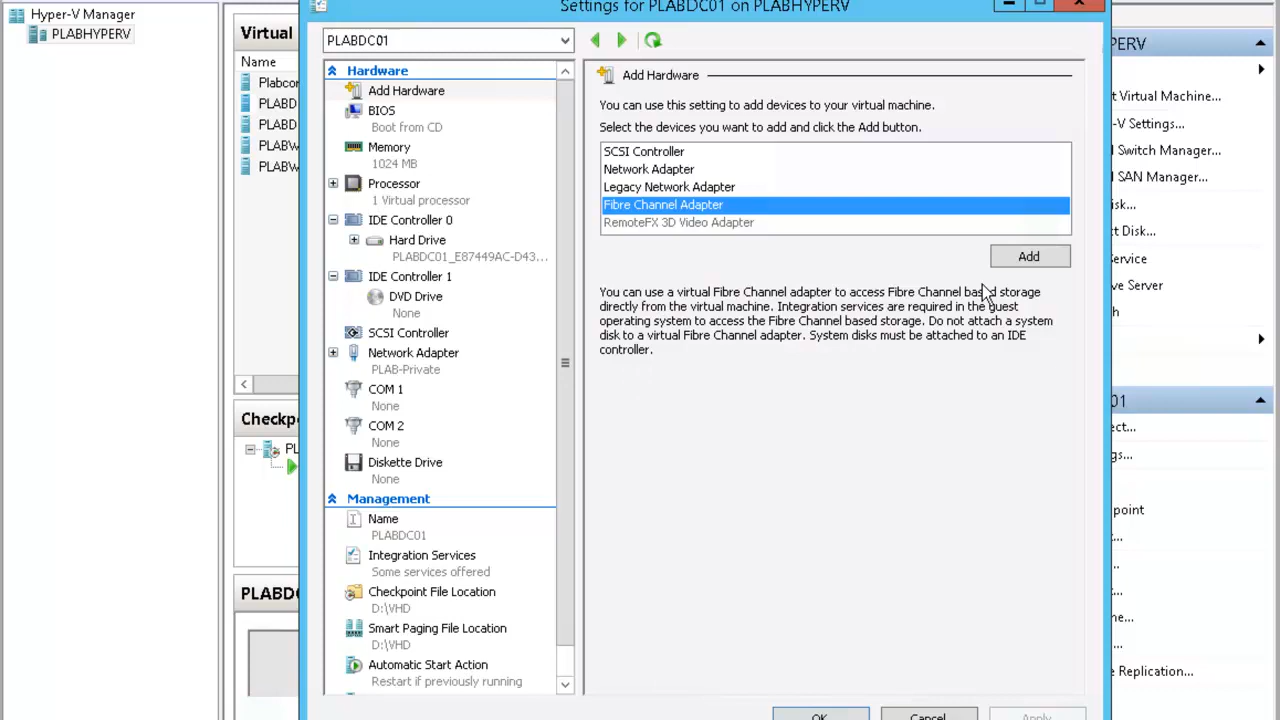 Hyper-V Manager
PLABHYPERV
Virtual
Name
Plabcor
PLABD
PLABD
PLABW
PLABW
Checkpo
PL
PLABDC
Settings for PLABDC01 on PLABHYPERV
PLABDC01
Hardware
Add Hardware
BIOS
Boot from CD
Memory
1024 MB
Processor
1 Virtual processor
IDE Controller 0
Hard Drive
PLABDC01_E87449AC-D43...
IDE Controller 1
DVD Drive
None
SCSI Controller
Network Adapter
PLAB-Private
COM 1
None
COM 2
None
Diskette Drive
None
Management
Name
PLABDC01
Integration Services
Some services offered
Checkpoint File Location
D:\VHD
Smart Paging File Location
D:\VHD
Automatic Start Action
Restart if previously running
Add Hardware
You can use this setting to add devices to your virtual machine.
Select the devices you want to add and click the Add button.
SCSI Controller
Network Adapter
Legacy Network Adapter
Fibre Channel Adapter
RemoteFX 3D Video Adapter
Add
You can use a virtual Fibre Channel adapter to access Fibre Channel based storage
directly from the virtual machine. Integration services are required in the guest
operating system to access the Fibre Channel based storage. Do not attach a system
disk to a virtual Fibre Channel adapter. System disks must be attached to an IDE
controller.
OK
Cancel
Apply
PERV
t Virtual Machine...
-V Settings...
Switch Manager...
SAN Manager...
isk...
t Disk...
ervice
ve Server
h
01
ect...
gs...
point
...
...
...
ne...
...
e Replication...